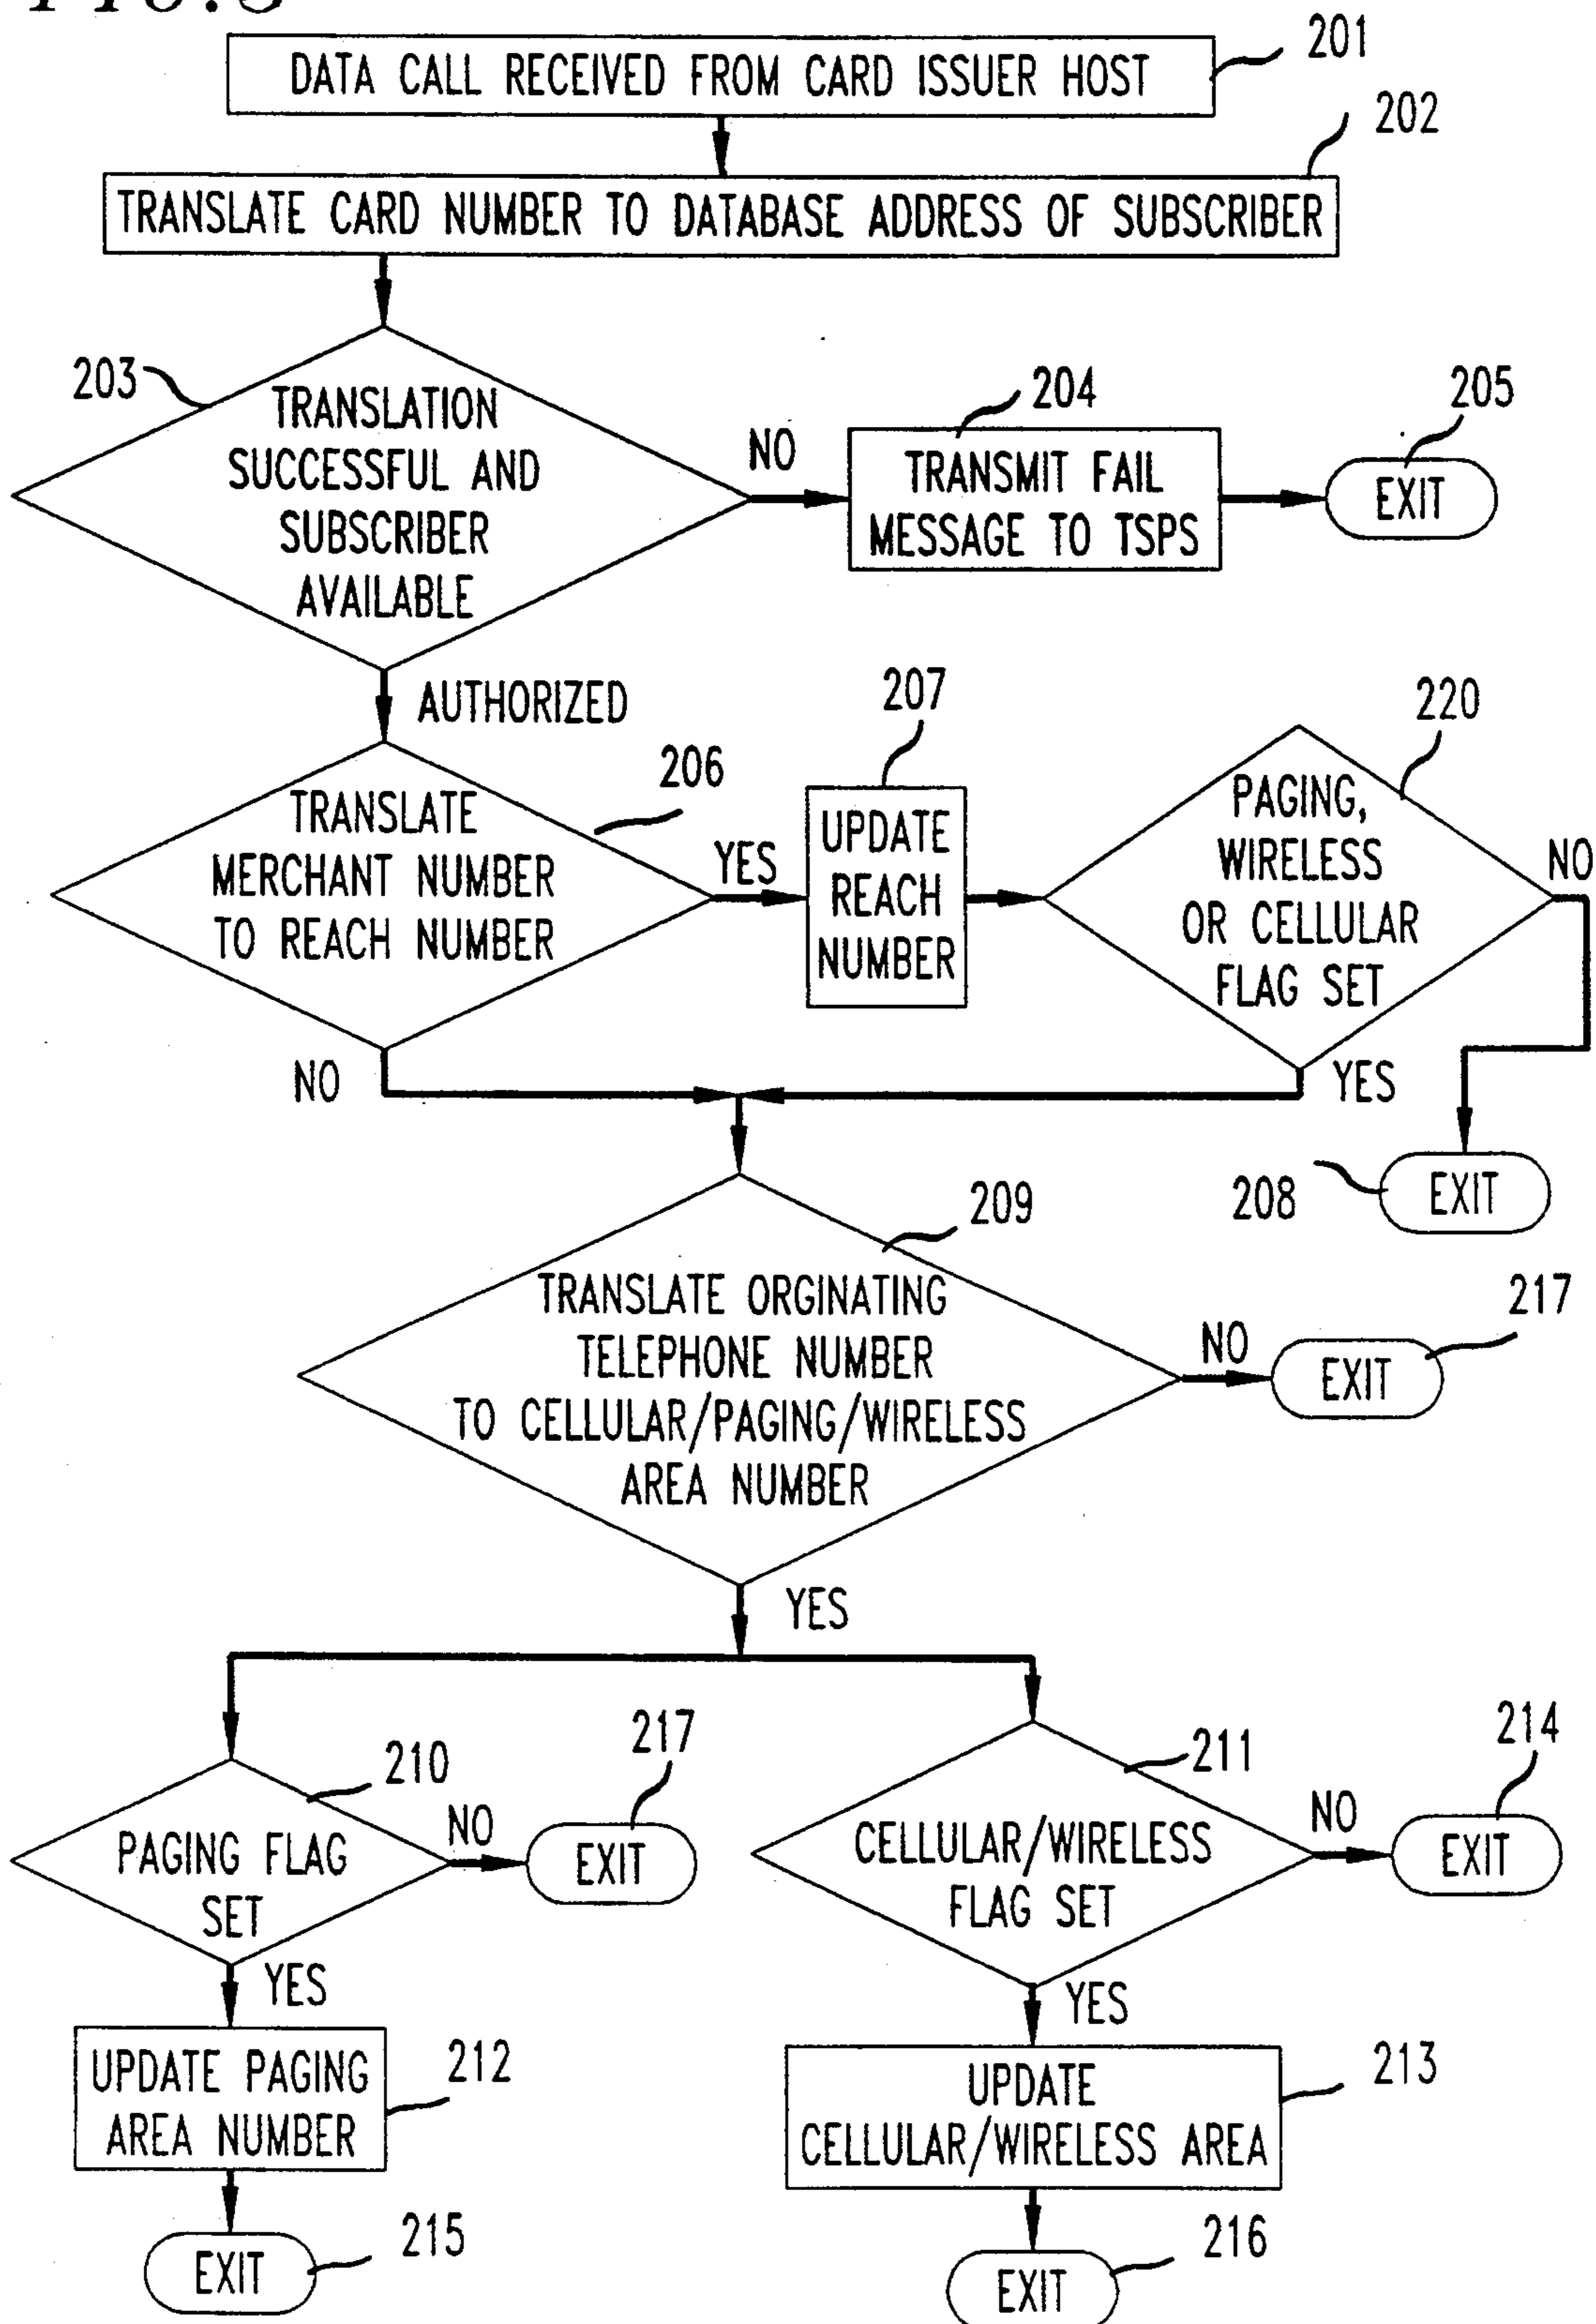 201
DATA CALL RECEIVED FROM CARD ISSUER HOST
202
TRANSLATE CARD NUMBER TO DATABASE ADDRESS OF SUBSCRIBER
203
TRANSLATION
SUCCESSFUL AND
SUBSCRIBER
AVAILABLE
NO
204
TRANSMIT FAIL
MESSAGE TO TSPS
205
EXIT
AUTHORIZED
206
TRANSLATE
MERCHANT NUMBER
TO REACH NUMBER
YES
NO
207
UPDATE
REACH
NUMBER
220
PAGING,
WIRELESS
OR CELLULAR
FLAG SET
NO
YES
208
EXIT
209
TRANSLATE ORGINATING
TELEPHONE NUMBER
TO CELLULAR/PAGING/WIRELESS
AREA NUMBER
NO
217
EXIT
YES
210
PAGING FLAG
SET
NO
217
EXIT
YES
211
CELLULAR/WIRELESS
FLAG SET
NO
214
EXIT
YES
212
UPDATE PAGING
AREA NUMBER
213
UPDATE
CELLULAR/WIRELESS AREA
215
EXIT
216
EXIT